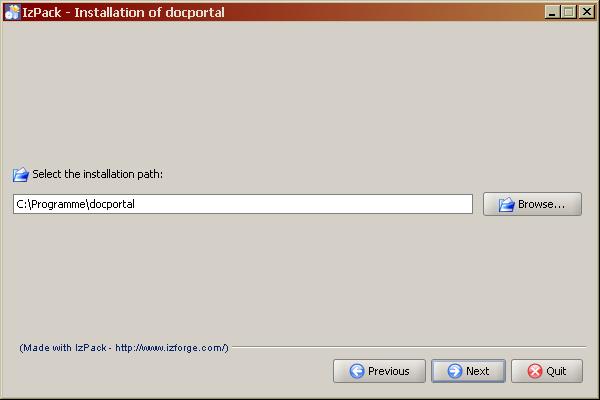 IzPack - Installation of docportal
Select the installation path:
C:\Programme\docportal
Browse...
(Made with IzPack - http://www.izforge.com/)
Previous
Next
Quit